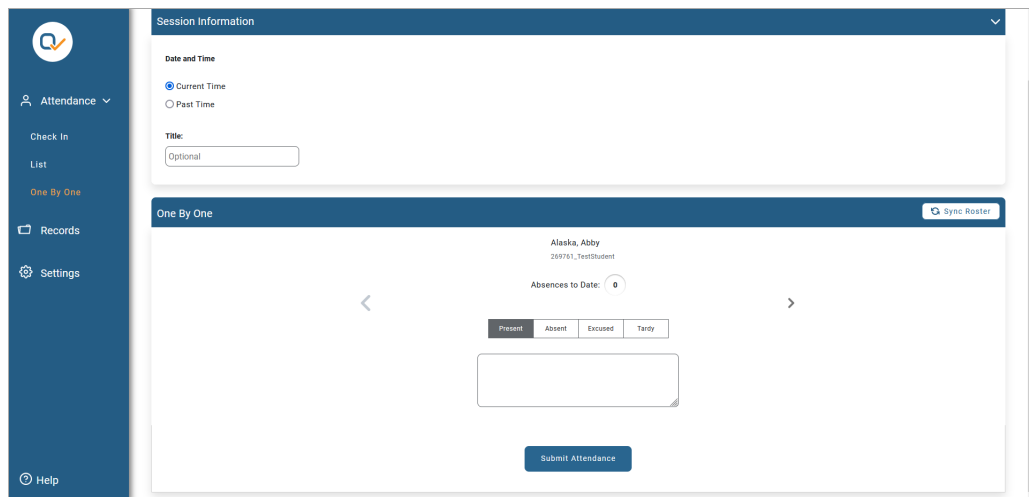 Attendance
Check In
List
One By One
Records
Settings
Help
Session Information
Date and Time
Current Time
Past Time
Title:
Optional
One By One
Sync Roster
Alaska, Abby
269761_TestStudent
Absences to Date: 0
Present Absent Excused Tardy
Submit Attendance